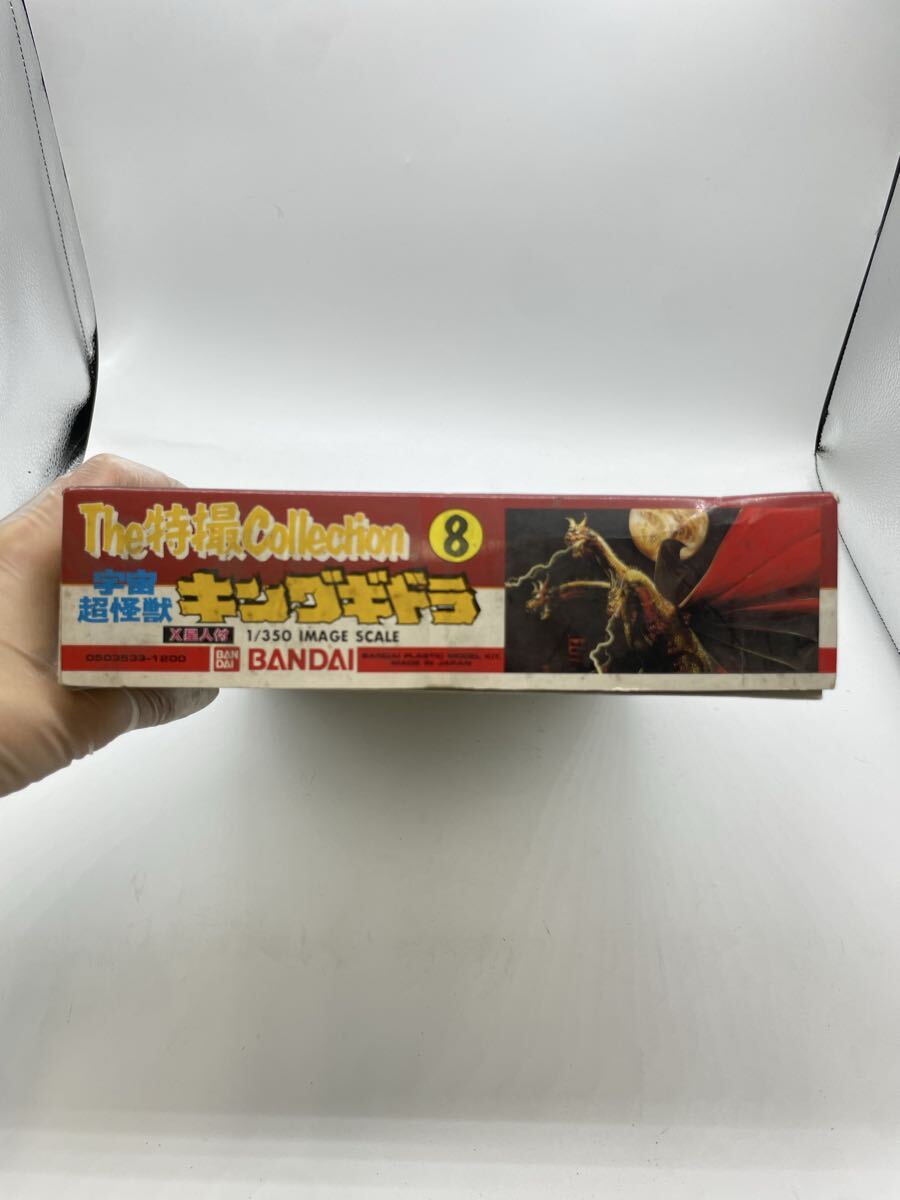 The特撮Collection 8
宇宙
超怪獣
キングギドラ
X星人付 1/350 IMAGE SCALE
0503533-1200
BAN
DAI
BANDAI
BANDAI PLASTIC MODEL KIT.
MADE IN JAPAN